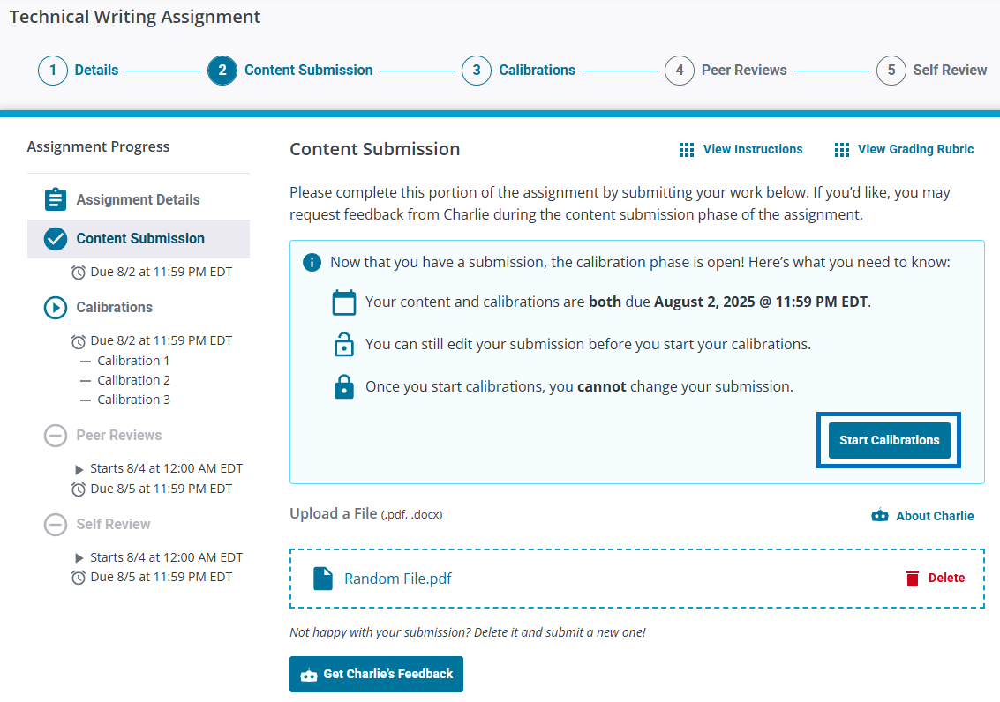 Technical Writing Assignment
1 Details 2 Content Submission 3 Calibrations 4 Peer Reviews 5 Self Review
Assignment Progress
Assignment Details
Content Submission
Due 8/2 at 11:59 PM EDT
Calibrations
Due 8/2 at 11:59 PM EDT
Calibration 1
Calibration 2
Calibration 3
Peer Reviews
Starts 8/4 at 12:00 AM EDT
Due 8/5 at 11:59 PM EDT
Self Review
Starts 8/4 at 12:00 AM EDT
Due 8/5 at 11:59 PM EDT
Content Submission
View Instructions
View Grading Rubric
Please complete this portion of the assignment by submitting your work below. If you’d like, you may
request feedback from Charlie during the content submission phase of the assignment.
Now that you have a submission, the calibration phase is open! Here’s what you need to know:
Your content and calibrations are both due August 2, 2025 @ 11:59 PM EDT.
You can still edit your submission before you start your calibrations.
Once you start calibrations, you cannot change your submission.
Start Calibrations
Upload a File (.pdf, .docx)
About Charlie
Random File.pdf
Delete
Not happy with your submission? Delete it and submit a new one!
Get Charlie’s Feedback